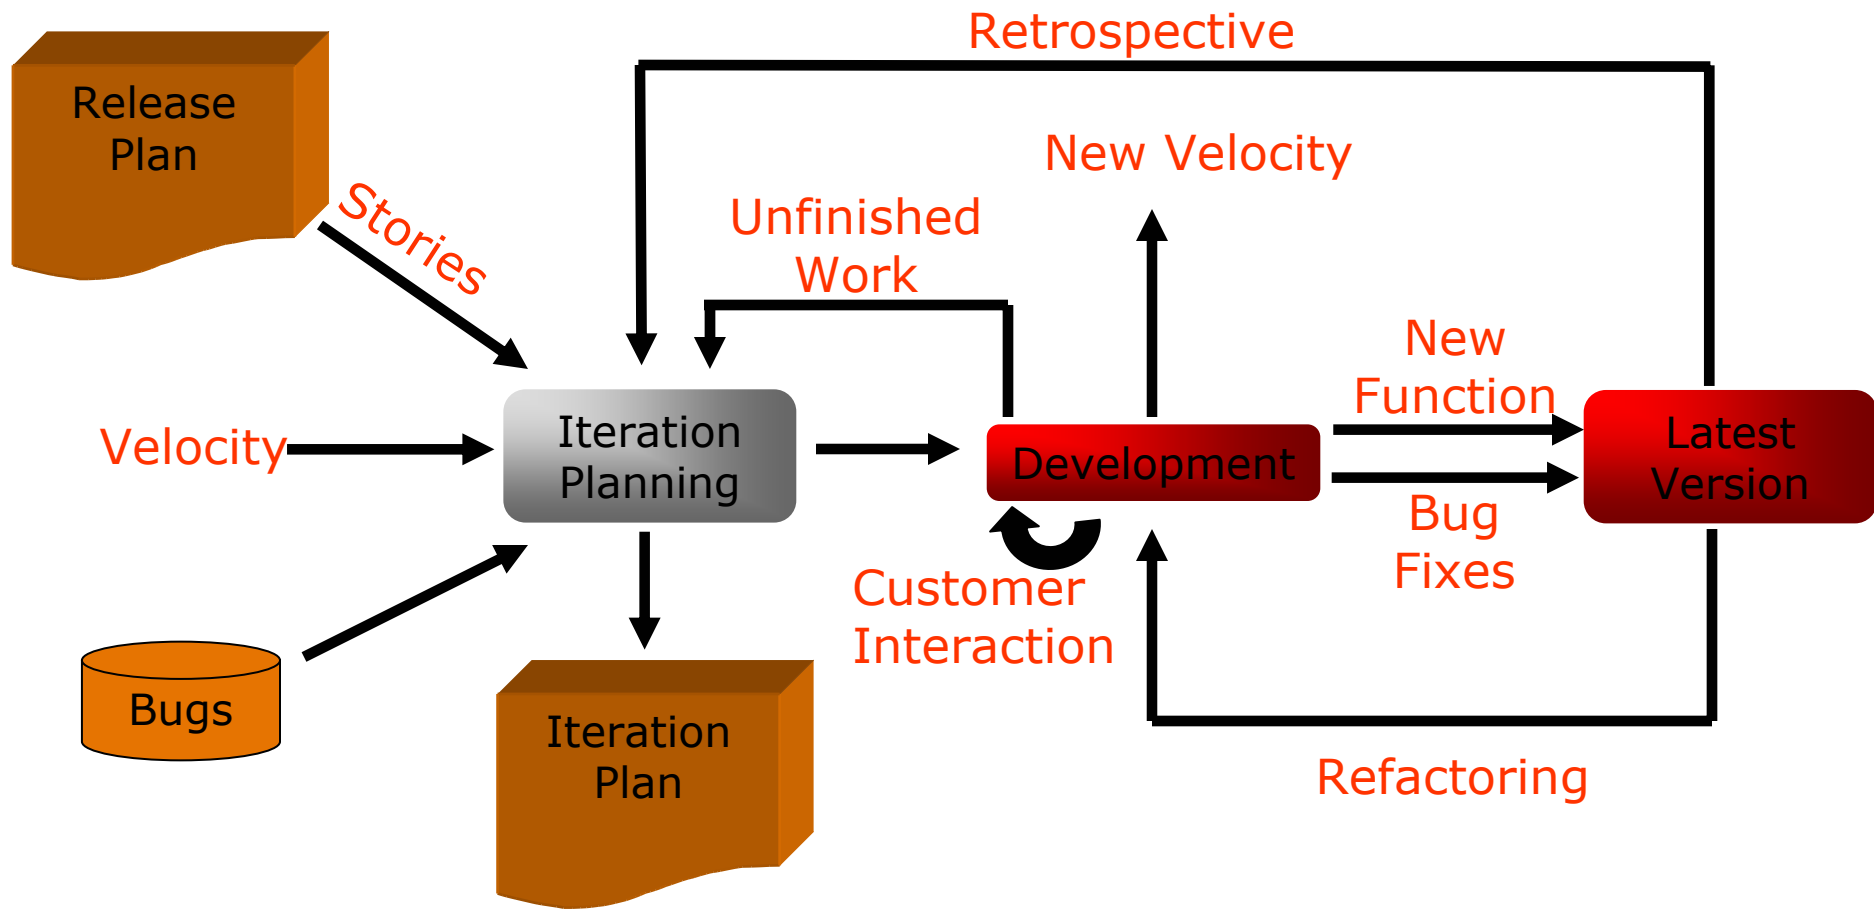 Retrospective
Release
Plan
New Velocity
Stories
Unfinished
Work
New
Function
Velocity
Iteration
Planning
Development
Latest
Version
Bug
Fixes
Customer
Interaction
Bugs
Iteration
Plan
Refactoring